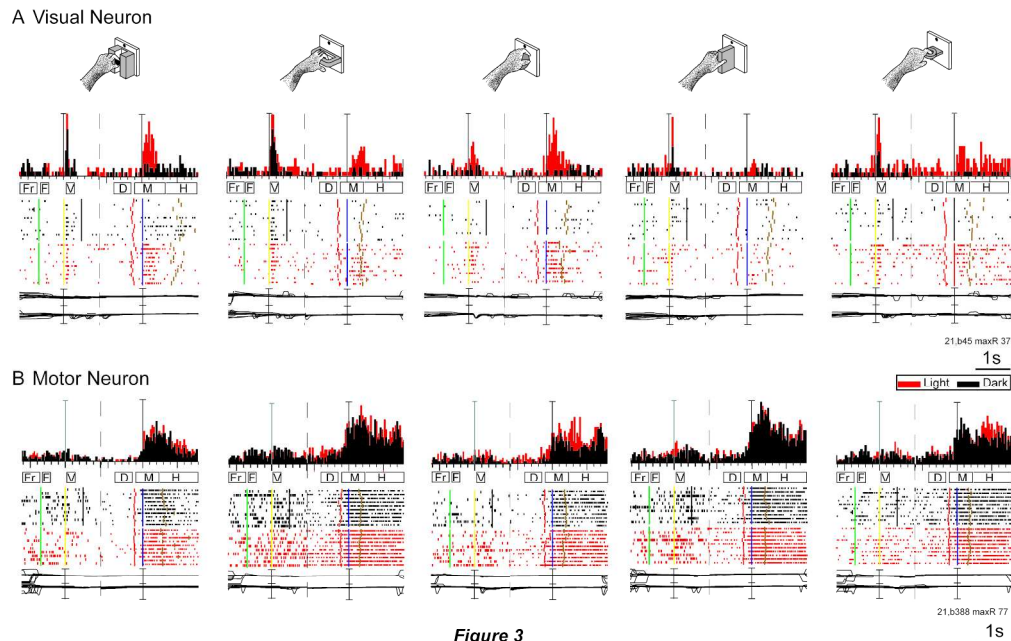 A Visual Neuron
Fr F V D M H
Fr F V D M H
Fr F V D M H
Fr F V D M H
Fr F V D M H
21,b45 maxR 37
1s
B Motor Neuron
Light Dark
Fr F V D M H
Fr F V D M H
Fr F V D M H
Fr F V D M H
Fr F V D M H
21,b388 maxR 77
1s
Figure 3